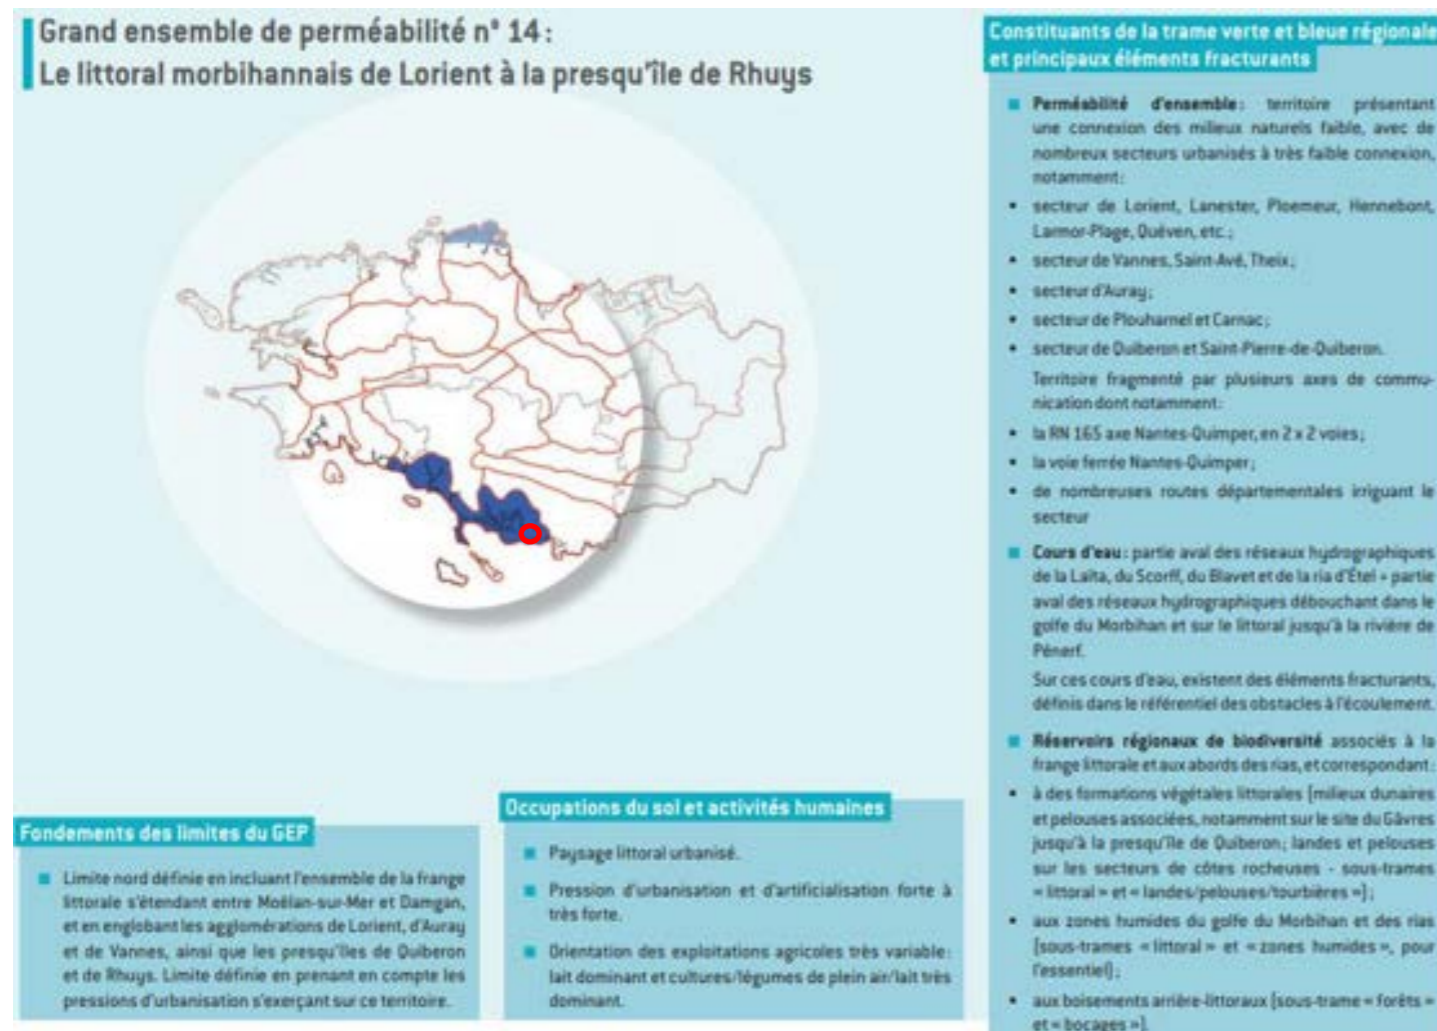 Grand ensemble de perméabilité n° 14 :
Le littoral morbihannais de Lorient à la presqu'île de Rhuys
Fondements des limites du GEP
■ Limite nord définie en incluant l'ensemble de la frange
littorale s'étendant entre Moëlan-sur-Mer et Damgan,
et en englobant les agglomérations de Lorient, d'Auray
et de Vannes, ainsi que les presqu'îles de Quiberon
et de Rhuys. Limite définie en prenant en compte les
pressions d'urbanisation s'exerçant sur ce territoire.
Occupations du sol et activités humaines
■ Paysage littoral urbanisé.
■ Pression d'urbanisation et d'artificialisation forte à
très forte.
■ Orientation des exploitations agricoles très variable :
lait dominant et cultures/légumes de plein air/lait très
dominant.
Constituants de la trame verte et bleue régionale
et principaux éléments fracturants
■ Perméabilité d'ensemble : territoire présentant
une connexion des milieux naturels faible, avec de
nombreux secteurs urbanisés à très faible connexion,
notamment :
• secteur de Lorient, Lanester, Ploemeur, Hennebont,
Larmor-Plage, Quéven, etc. ;
• secteur de Vannes, Saint-Avé, Theix ;
• secteur d'Auray ;
• secteur de Plouharnel et Carnac ;
• secteur de Quiberon et Saint-Pierre-de-Quiberon.
Territoire fragmenté par plusieurs axes de commu-
nication dont notamment :
• la RN 165 axe Nantes-Quimper, en 2 x 2 voies ;
• la voie ferrée Nantes-Quimper ;
• de nombreuses routes départementales irriguant le
secteur
■ Cours d'eau : partie aval des réseaux hydrographiques
de la Laïta, du Scorff, du Blavet et de la ria d'Étel + partie
aval des réseaux hydrographiques débouchant dans le
golfe du Morbihan et sur le littoral jusqu'à la rivière de
Pénerf.
Sur ces cours d'eau, existent des éléments fracturants,
définis dans le référentiel des obstacles à l'écoulement.
■ Réservoirs régionaux de biodiversité associés à la
frange littorale et aux abords des rias, et correspondant :
• à des formations végétales littorales [milieux dunaires
et pelouses associées, notamment sur le site du Gâvres
jusqu'à la presqu'île de Quiberon ; landes et pelouses
sur les secteurs de côtes rocheuses - sous-trames
« littoral » et « landes/pelouses/tourbières »] ;
• aux zones humides du golfe du Morbihan et des rias
[sous-trames « littoral » et « zones humides », pour
l'essentiel] ;
• aux boisements arrière-littoraux [sous-trame « forêts »
et « bocages »].